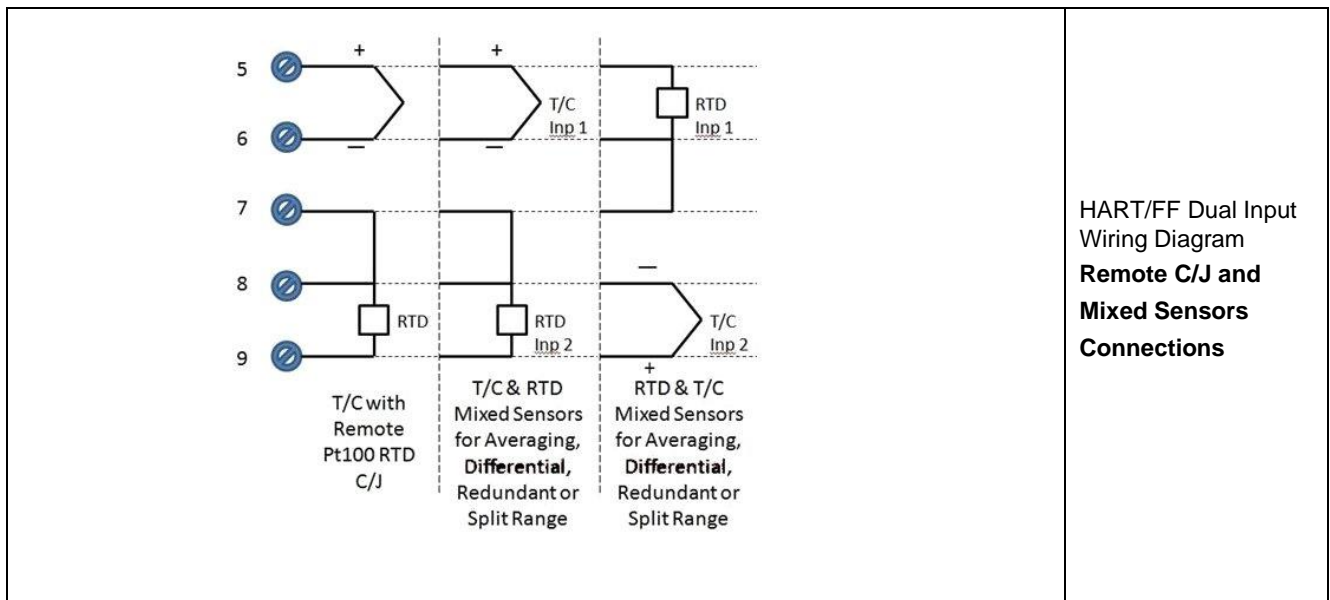 +
+
5
T/C
Inp 1
RTD
Inp 1
6
—
—
7
—
8
RTD
RTD
Inp 2
T/C
Inp 2
9
+
T/C with
Remote
Pt100 RTD
C/J
T/C & RTD
Mixed Sensors
for Averaging,
Differential,
Redundant or
Split Range
RTD & T/C
Mixed Sensors
for Averaging,
Differential,
Redundant or
Split Range
HART/FF Dual Input
Wiring Diagram
Remote C/J and
Mixed Sensors
Connections